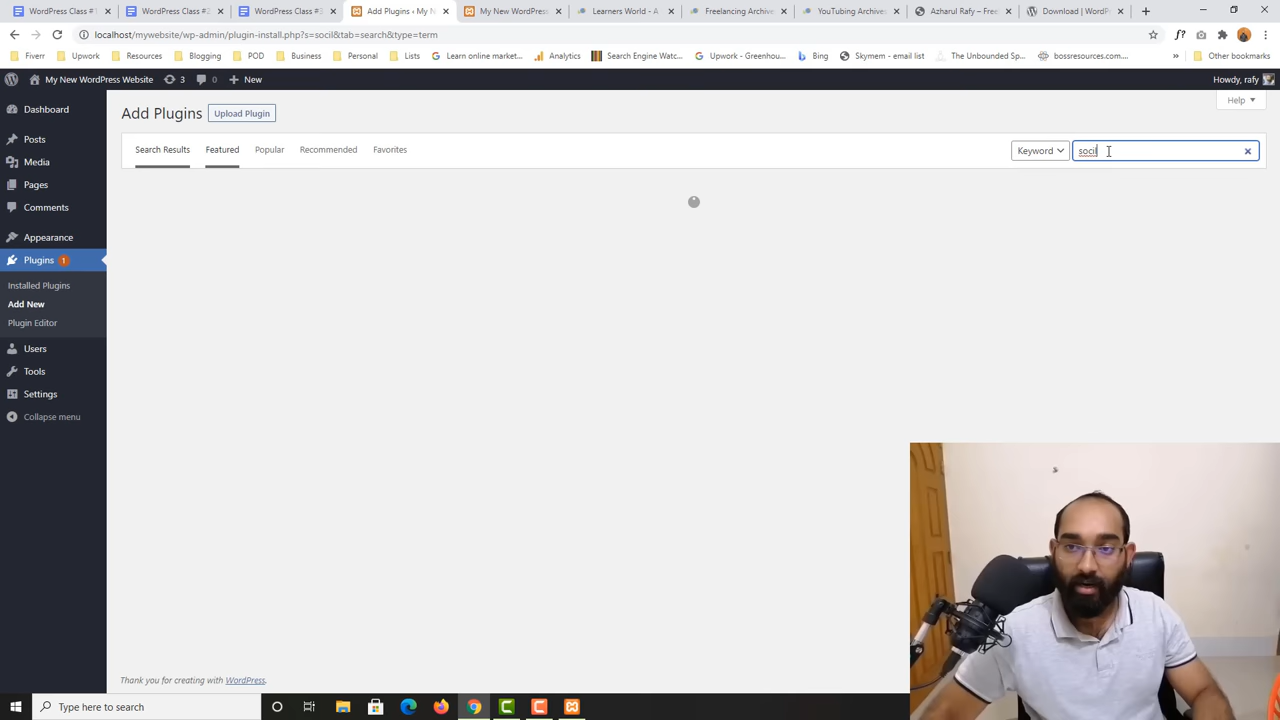 WordPress Class #1
WordPress Class #2
WordPress Class #3
Add Plugins ‹ My N
My New WordPress
Learners World - A
Freelancing Archive
YouTubing Archives
Azharul Rafy – Free
Download | WordPr
localhost/mywebsite/wp-admin/plugin-install.php?s=socil&tab=search&type=term
Fiverr
Upwork
Resources
Blogging
POD
Business
Personal
Lists
Learn online market...
Analytics
Search Engine Watc...
Upwork - Greenhou...
Bing
Skymem - email list
The Unbounded Sp...
bossresources.com...
»
Other bookmarks
My New WordPress Website
3
0
New
Howdy, rafy
Help
Dashboard
Posts
Media
Pages
Comments
Appearance
Plugins 1
Installed Plugins
Add New
Plugin Editor
Users
Tools
Settings
Collapse menu
Add Plugins
Upload Plugin
Search Results
Featured
Popular
Recommended
Favorites
Keyword
socil
Thank you for creating with WordPress.
Type here to search